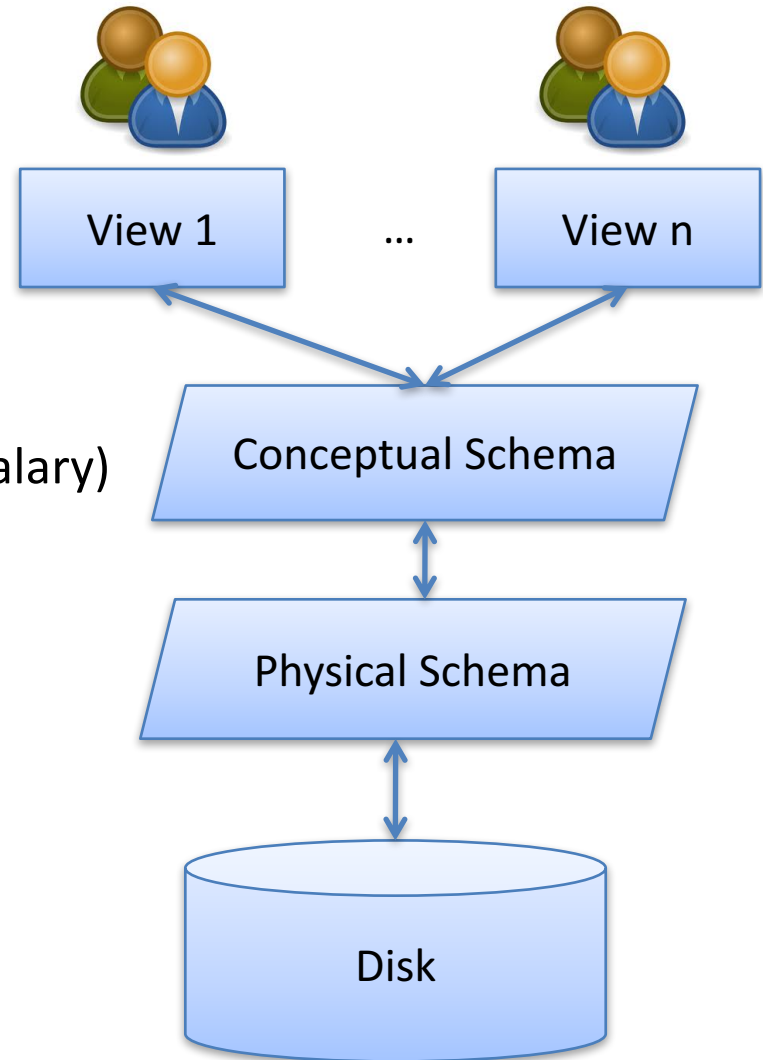 View 1
...
View n
Conceptual Schema
alary)
Physical Schema
Disk